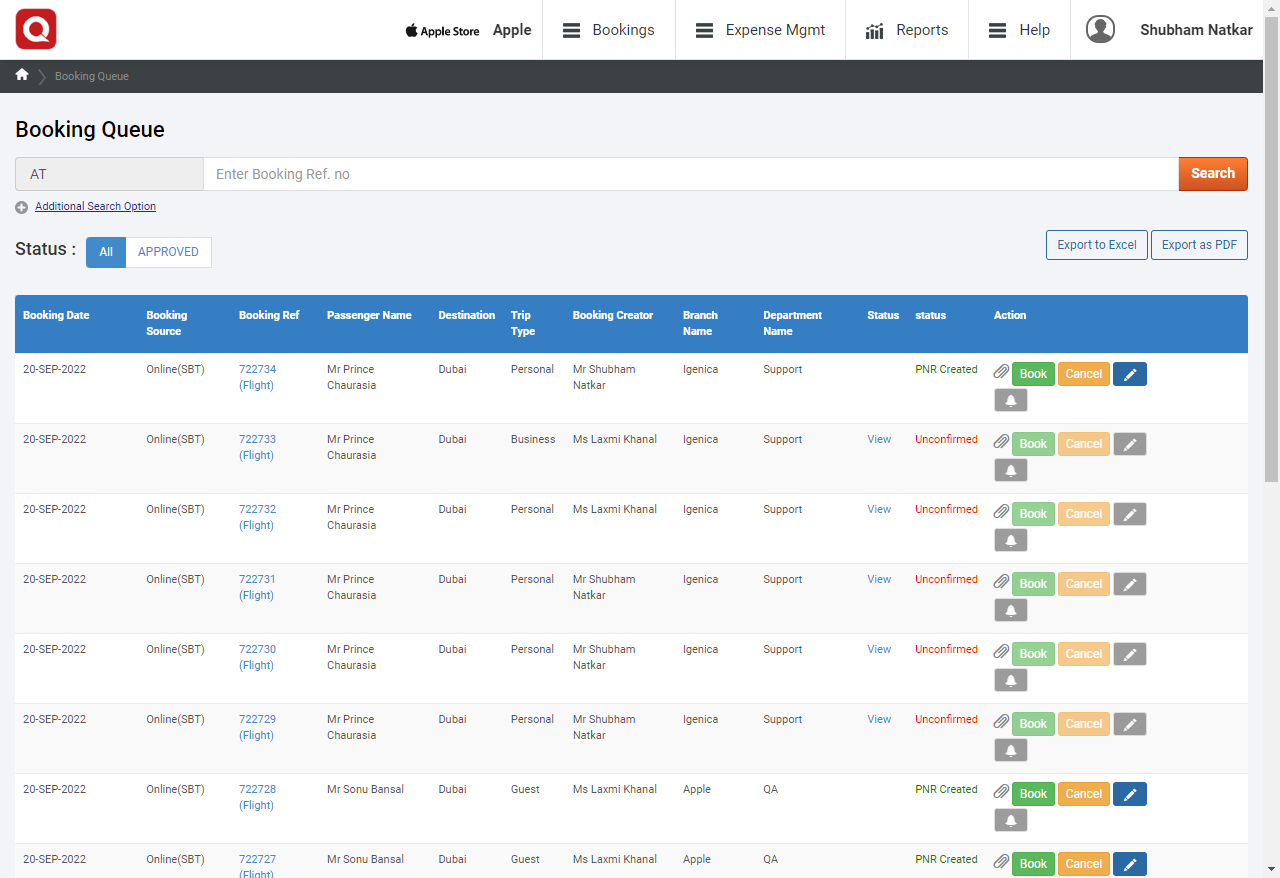 Apple Store Apple Bookings Expense Mgmt Reports Help Shubham Natkar
Booking Queue
Booking Queue
AT Enter Booking Ref. no Search
Additional Search Option
Status : All APPROVED Export to Excel Export as PDF
Booking Date Booking Source Booking Ref Passenger Name Destination Trip Type Booking Creator Branch Name Department Name Status status Action
20-SEP-2022 Online(SBT) 722734 (Flight) Mr Prince Chaurasia Dubai Personal Mr Shubham Natkar Igenica Support PNR Created Book Cancel
20-SEP-2022 Online(SBT) 722733 (Flight) Mr Prince Chaurasia Dubai Business Ms Laxmi Khanal Igenica Support View Unconfirmed Book Cancel
20-SEP-2022 Online(SBT) 722732 (Flight) Mr Prince Chaurasia Dubai Personal Ms Laxmi Khanal Igenica Support View Unconfirmed Book Cancel
20-SEP-2022 Online(SBT) 722731 (Flight) Mr Prince Chaurasia Dubai Personal Mr Shubham Natkar Igenica Support View Unconfirmed Book Cancel
20-SEP-2022 Online(SBT) 722730 (Flight) Mr Prince Chaurasia Dubai Personal Mr Shubham Natkar Igenica Support View Unconfirmed Book Cancel
20-SEP-2022 Online(SBT) 722729 (Flight) Mr Prince Chaurasia Dubai Personal Mr Shubham Natkar Igenica Support View Unconfirmed Book Cancel
20-SEP-2022 Online(SBT) 722728 (Flight) Mr Sonu Bansal Dubai Guest Ms Laxmi Khanal Apple QA PNR Created Book Cancel
20-SEP-2022 Online(SBT) 722727 (Flight) Mr Sonu Bansal Dubai Guest Ms Laxmi Khanal Apple QA PNR Created Book Cancel